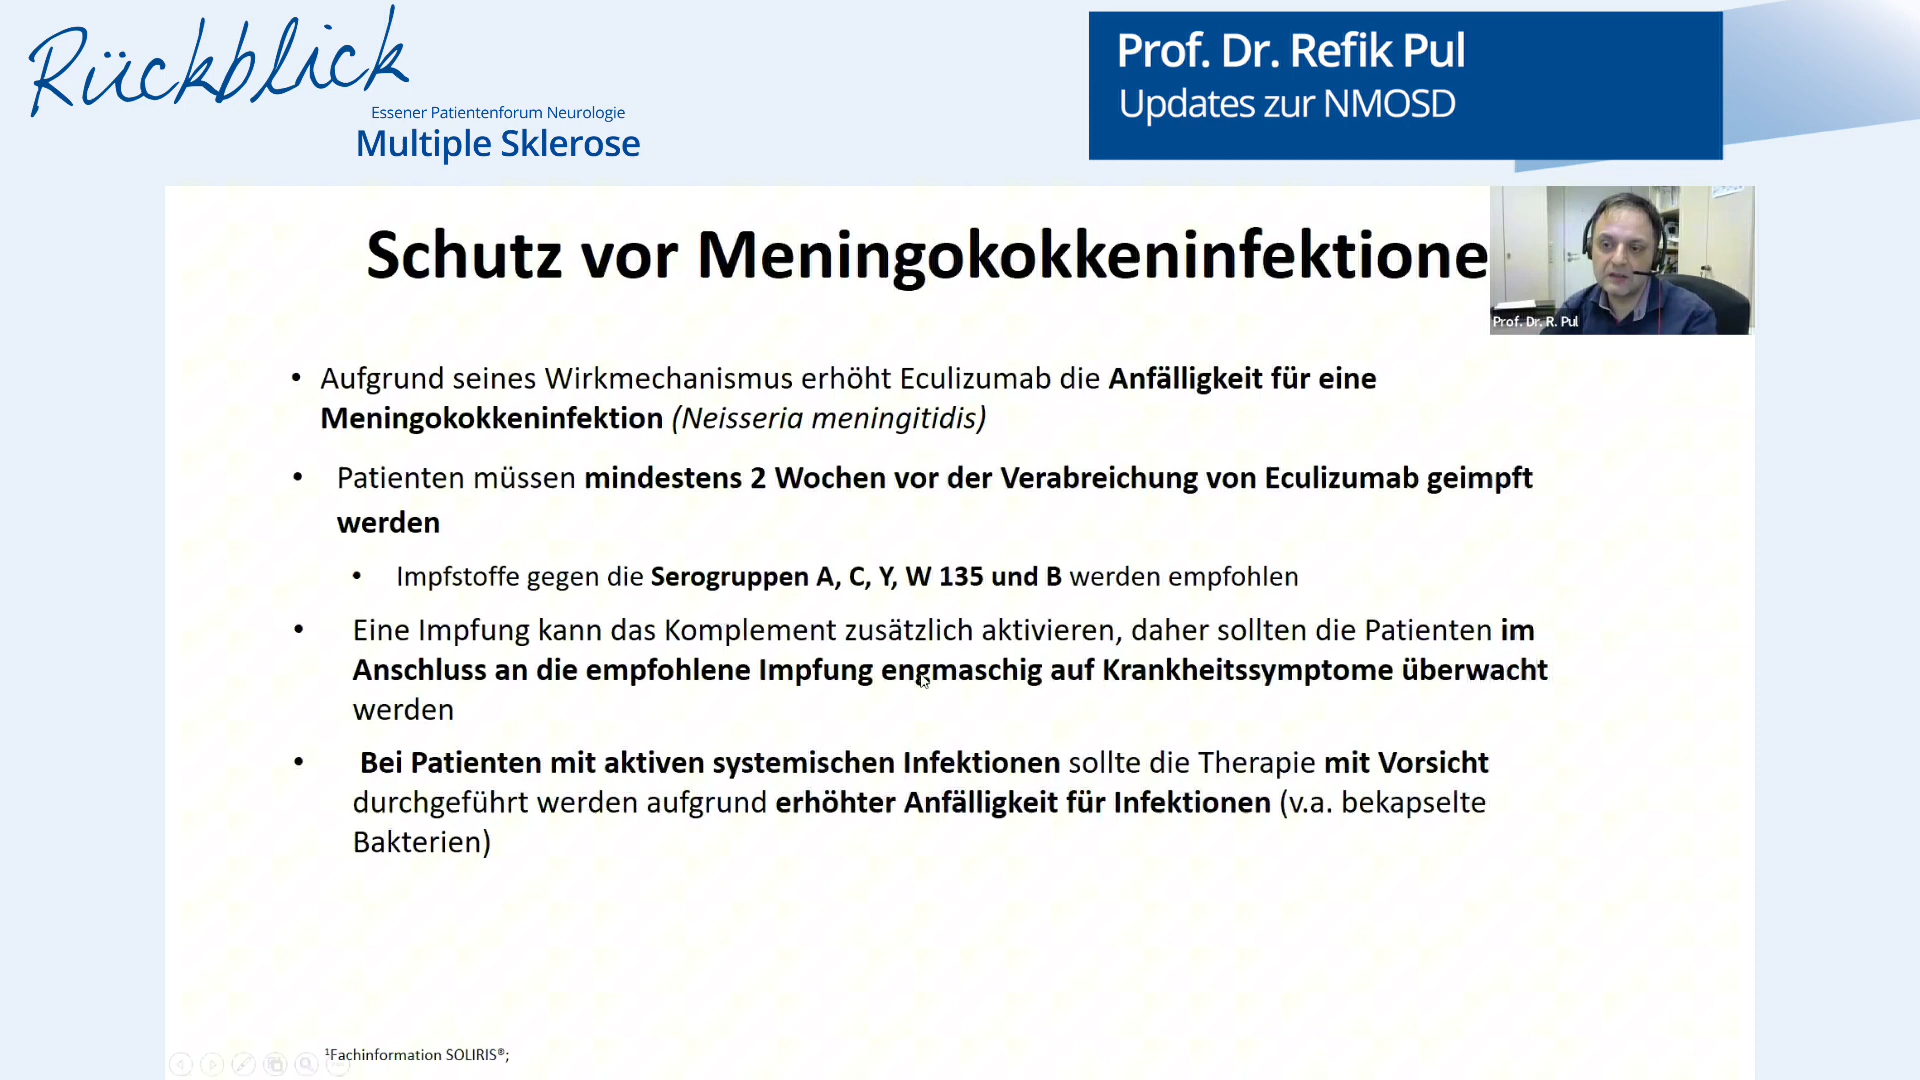 Rückblick
Essener Patientenforum Neurologie
Multiple Sklerose
Prof. Dr. Refik Pul
Updates zur NMOSD
Schutz vor Meningokokkeninfektione
Prof. Dr. R. Pul
• Aufgrund seines Wirkmechanismus erhöht Eculizumab die Anfälligkeit für eine
Meningokokkeninfektion (Neisseria meningitidis)
• Patienten müssen mindestens 2 Wochen vor der Verabreichung von Eculizumab geimpft
werden
• Impfstoffe gegen die Serogruppen A, C, Y, W 135 und B werden empfohlen
• Eine Impfung kann das Komplement zusätzlich aktivieren, daher sollten die Patienten im
Anschluss an die empfohlene Impfung engmaschig auf Krankheitssymptome überwacht
werden
• Bei Patienten mit aktiven systemischen Infektionen sollte die Therapie mit Vorsicht
durchgeführt werden aufgrund erhöhter Anfälligkeit für Infektionen (v.a. bekapselte
Bakterien)
¹Fachinformation SOLIRIS®;